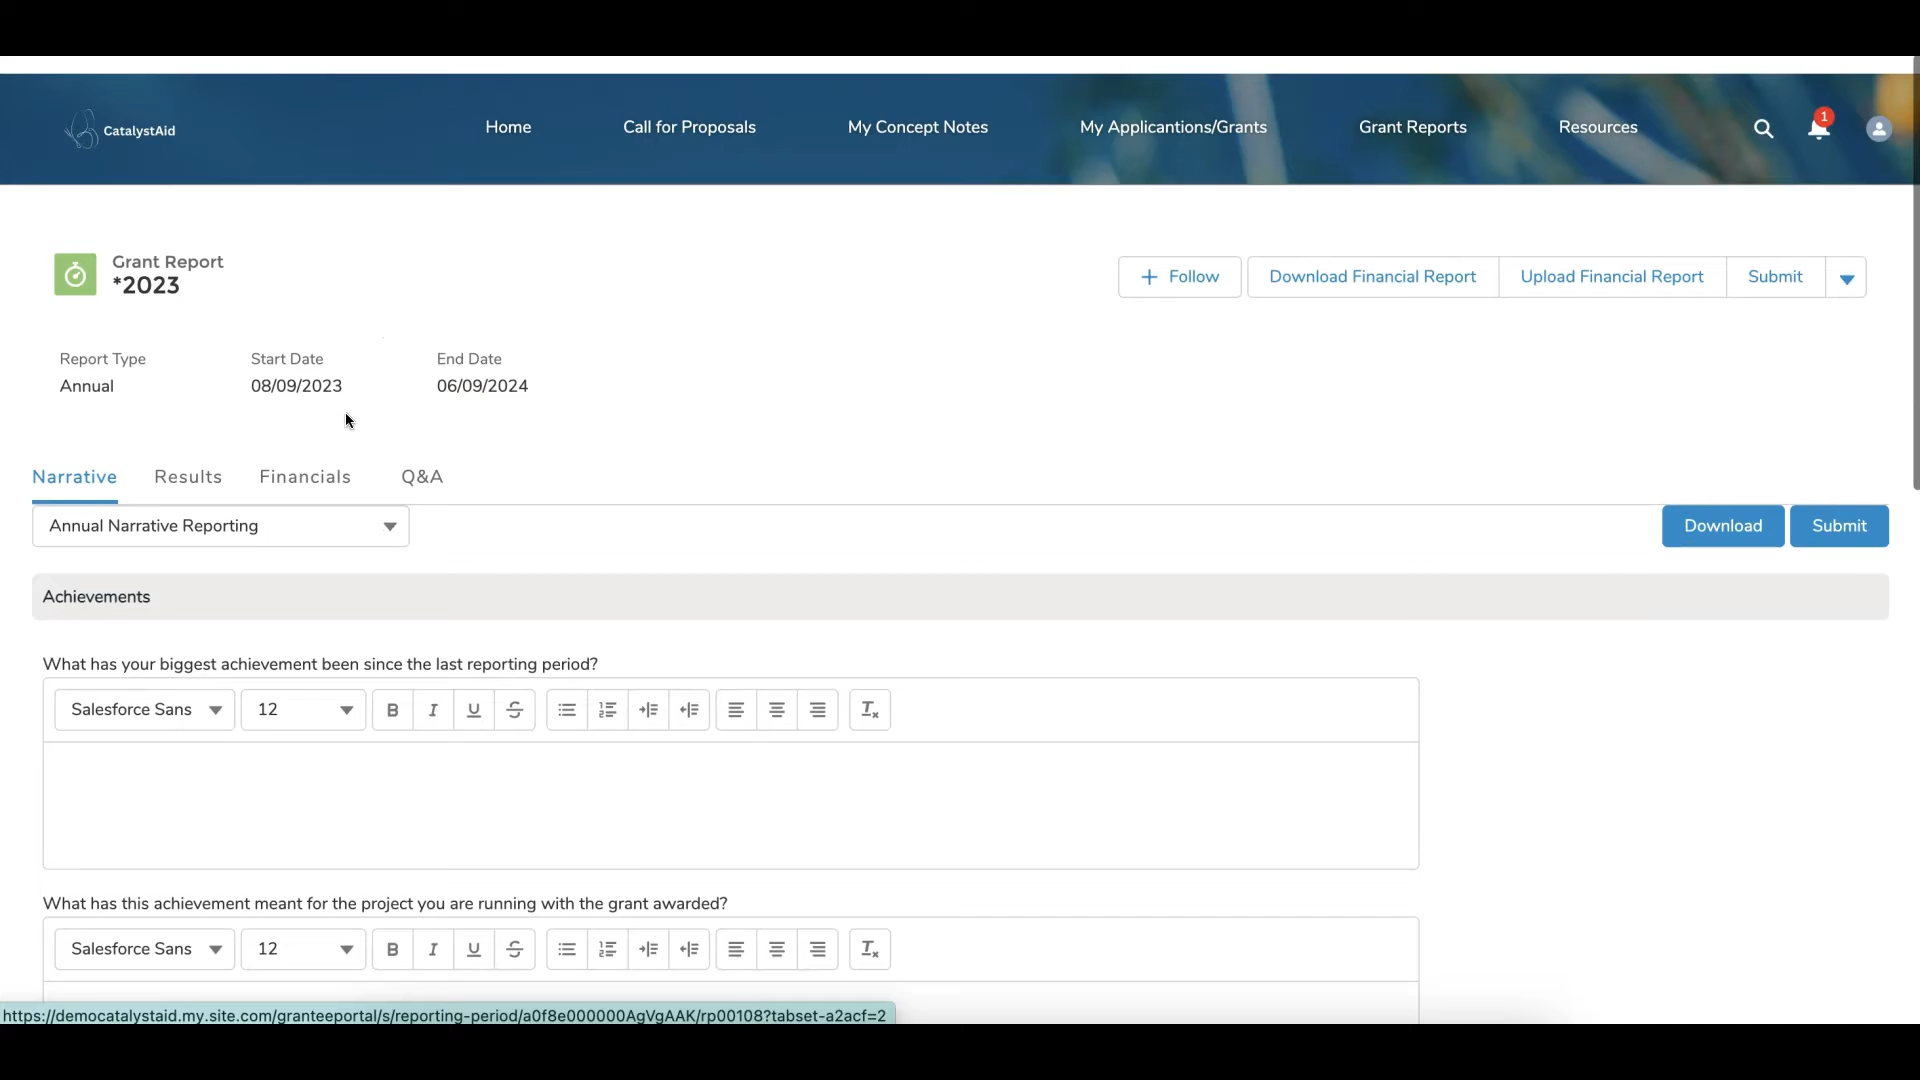 CatalystAid
Home
Call for Proposals
My Concept Notes
My Applicantions/Grants
Grant Reports
Resources
1
Grant Report
*2023
Follow
Download Financial Report
Upload Financial Report
Submit
Report Type
Start Date
End Date
Annual
08/09/2023
06/09/2024
Narrative
Results
Financials
Q&A
Annual Narrative Reporting
Download
Submit
Achievements
What has your biggest achievement been since the last reporting period?
Salesforce Sans
12
B I U S
What has this achievement meant for the project you are running with the grant awarded?
Salesforce Sans
12
B I U S
https://democatalystaid.my.site.com/granteeportal/s/reporting-period/a0f8e000000AgVgAAK/rp00108?tabset-a2acf=2